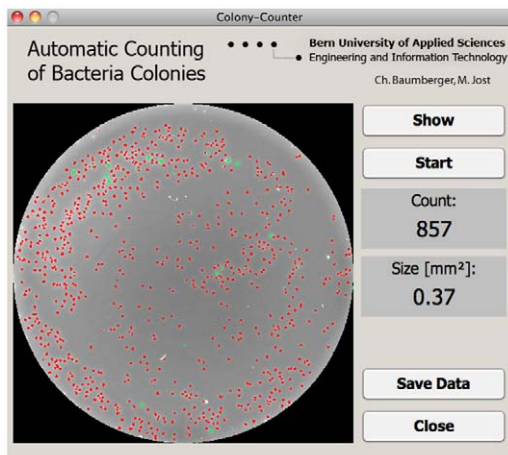 Colony-Counter
Automatic Counting
of Bacteria Colonies
Bern University of Applied Sciences
Engineering and Information Technology
Ch. Baumberger, M. Jost
Show
Start
Count:
857
Size [mm²]:
0.37
Save Data
Close